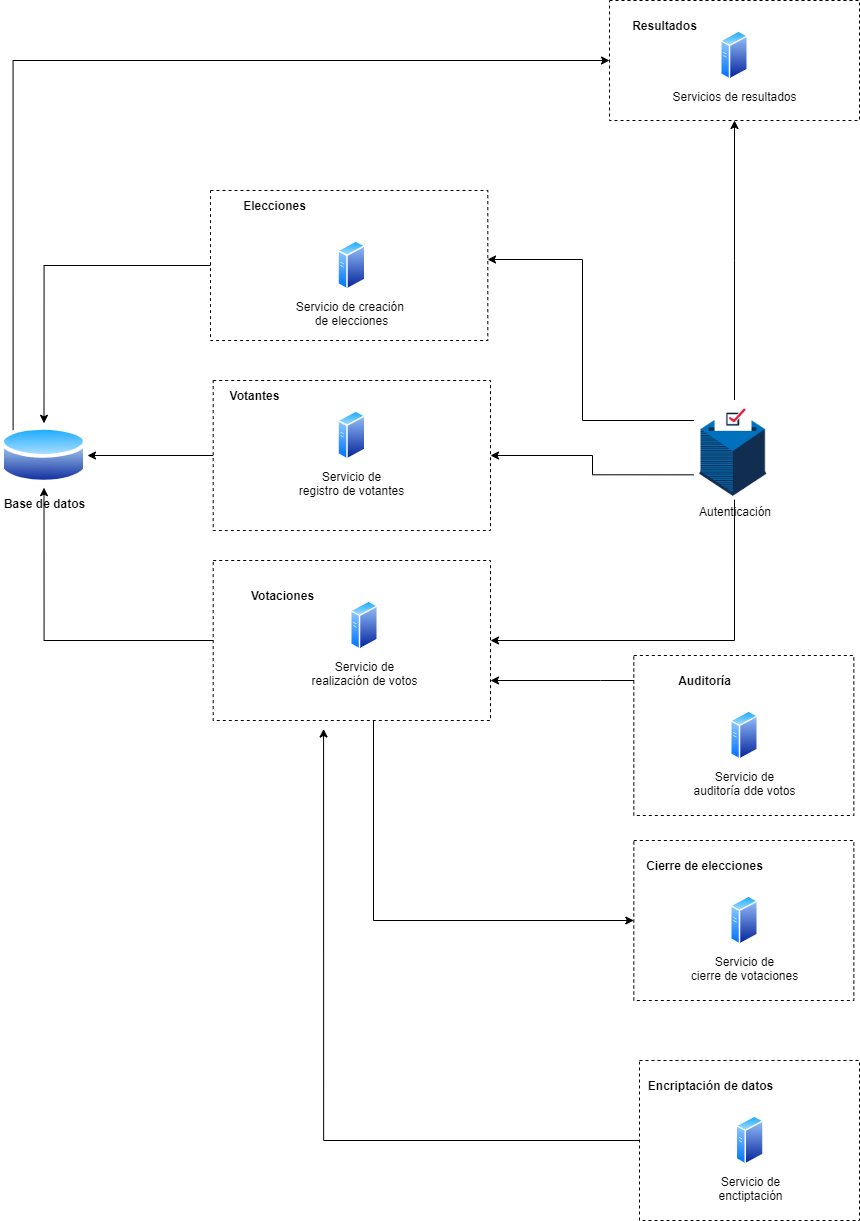 Resultados
Servicios de resultados
Elecciones
Servicio de creación
de elecciones
Votantes
Servicio de
registro de votantes
Base de datos
Autenticación
Votaciones
Servicio de
realización de votos
Auditoría
Servicio de
auditoría dde votos
Cierre de elecciones
Servicio de
cierre de votaciones
Encriptación de datos
Servicio de
enctiptación